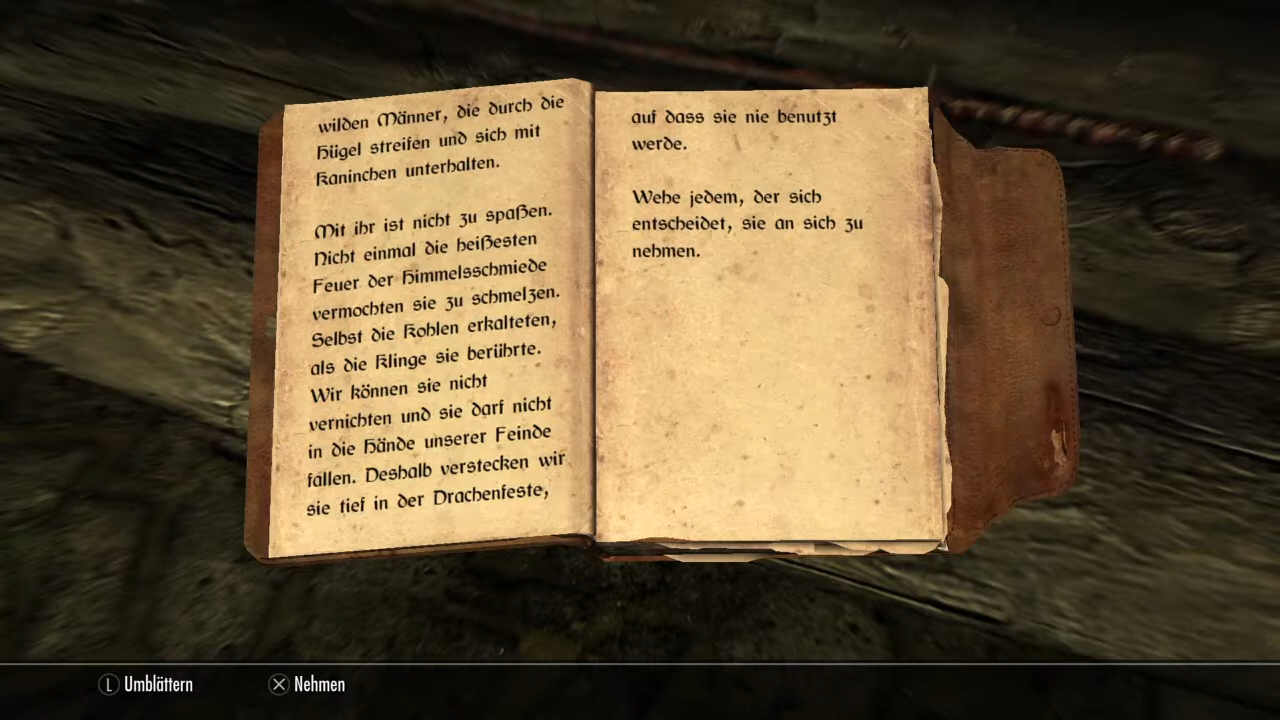 wilden Männer, die durch die
Hügel streifen und sich mit
Kaninchen unterhalten.
Mit ihr ist nicht zu spaßen.
Nicht einmal die heißesten
Feuer der Himmelsschmiede
vermochten sie zu schmelzen.
Selbst die Kohlen erkalteten,
als die Klinge sie berührte.
Wir können sie nicht
vernichten und sie darf nicht
in die Hände unserer Feinde
fallen. Deshalb verstecken wir
sie tief in der Drachenfeste,
auf dass sie nie benutzt
werde.
Wehe jedem, der sich
entscheidet, sie an sich zu
nehmen.
L Umblättern
X Nehmen